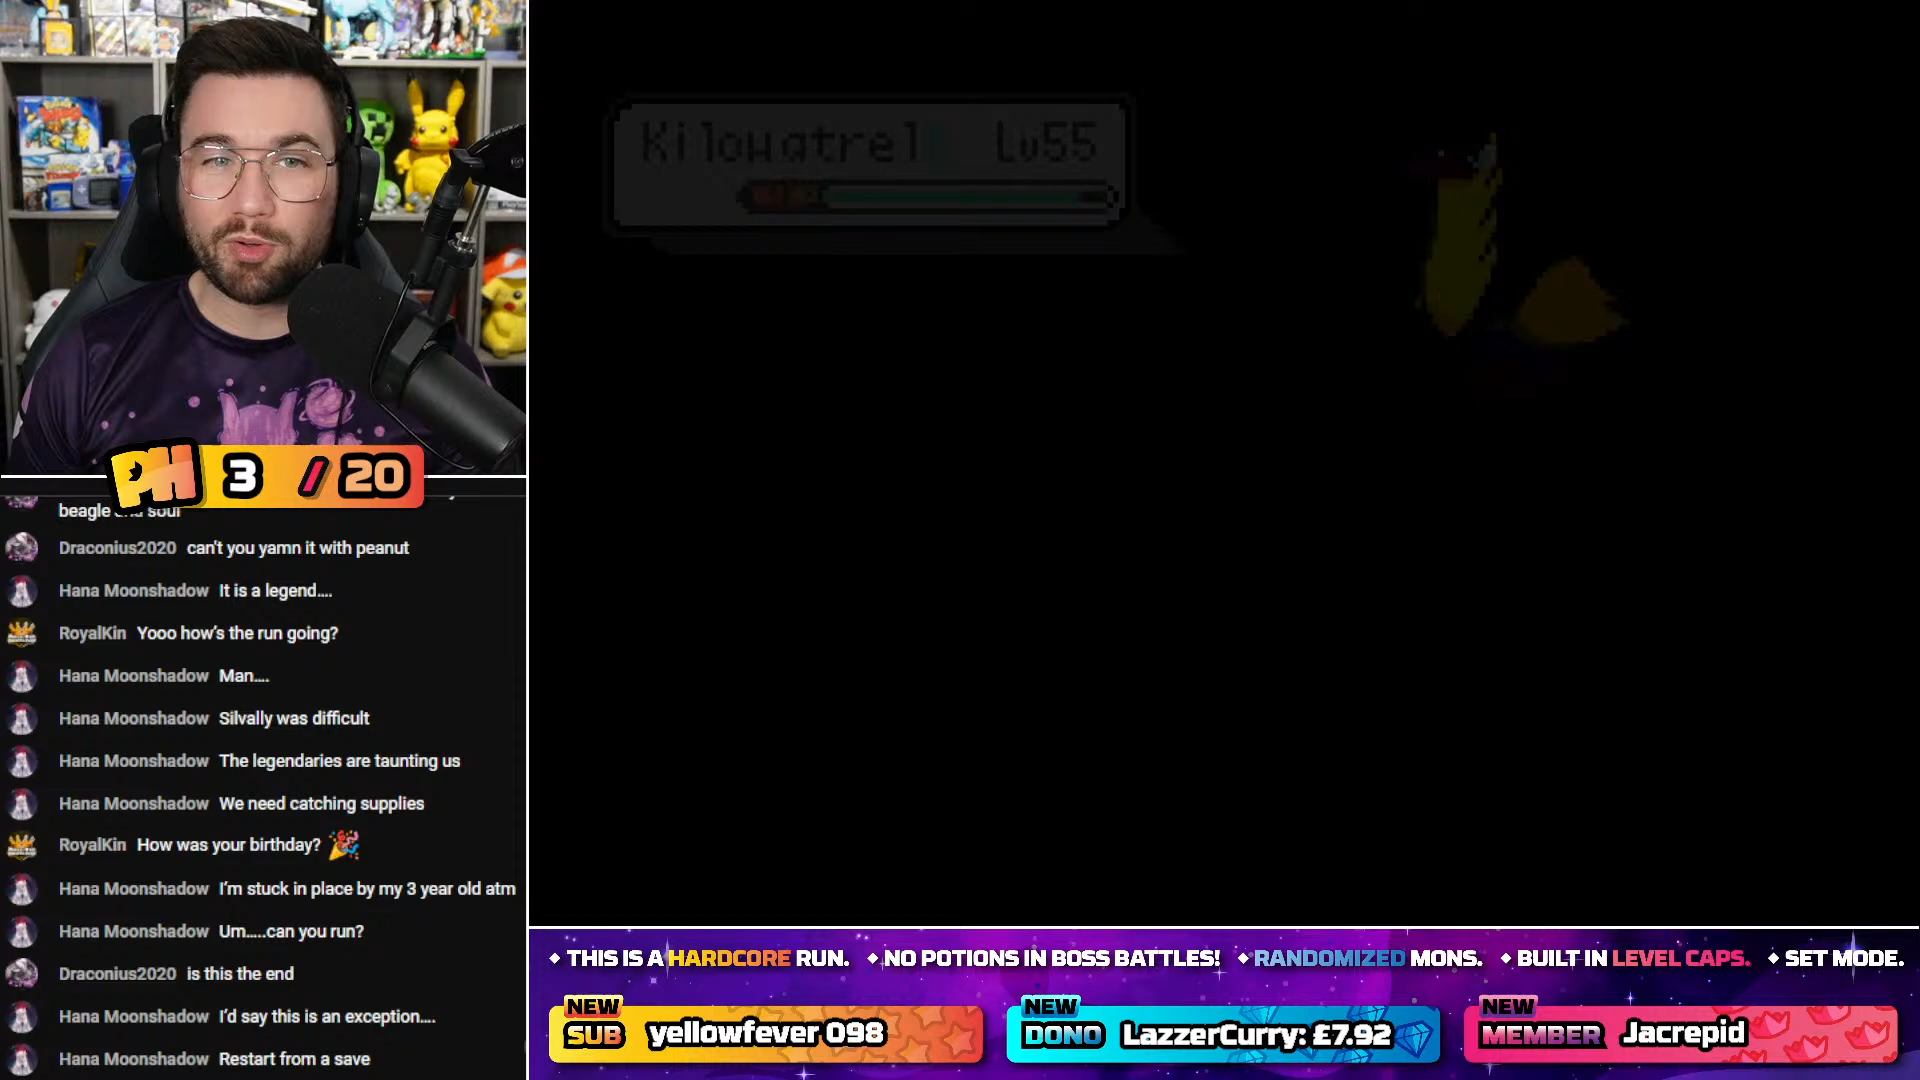 Kilowatrel Lv55
PH 3 / 20
beagle and soul
Draconius2020 can't you yamn it with peanut
Hana Moonshadow It is a legend....
RoyalKin Yooo how's the run going?
Hana Moonshadow Man....
Hana Moonshadow Silvally was difficult
Hana Moonshadow The legendaries are taunting us
Hana Moonshadow We need catching supplies
RoyalKin How was your birthday? 🎉
Hana Moonshadow I'm stuck in place by my 3 year old atm
Hana Moonshadow Um.....can you run?
Draconius2020 is this the end
Hana Moonshadow I'd say this is an exception....
Hana Moonshadow Restart from a save
THIS IS A HARDCORE RUN. NO POTIONS IN BOSS BATTLES! RANDOMIZED MONS. BUILT IN LEVEL CAPS. SET MODE.
NEW SUB yellowfever 098
NEW DONO LazzerCurry: £7.92
NEW MEMBER Jacrepid